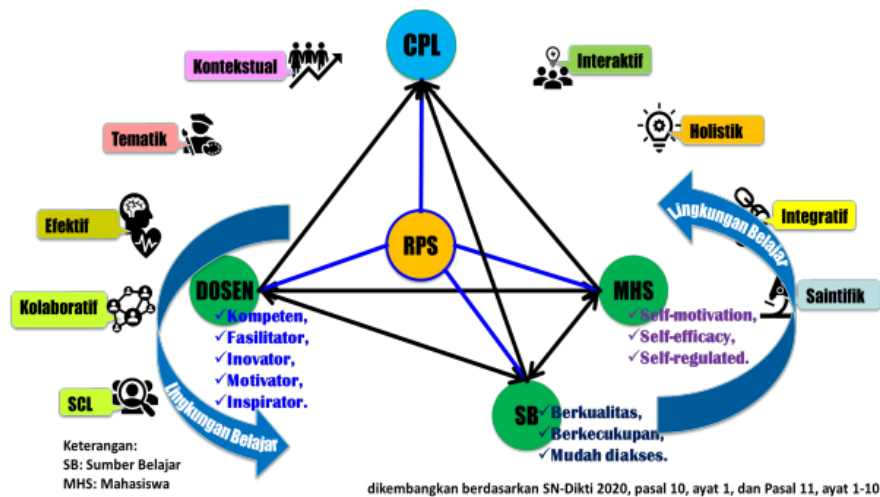 CPL
Kontekstual
Interaktif
Tematik
Holistik
Efektif
Lingkungan Belajar
Integratif
RPS
DOSEN
MHS
Kolaboratif
Saintifik
✓Kompeten,
✓Fasilitator,
✓Inovator,
✓Motivator,
✓Inspirator.
✓Self-motivation,
✓Self-efficacy,
✓Self-regulated.
SCL
Lingkungan Belajar
SB
✓Berkualitas,
✓Berkecukupan,
✓Mudah diakses.
Keterangan:
SB: Sumber Belajar
MHS: Mahasiswa
dikembangkan berdasarkan SN-Dikti 2020, pasal 10, ayat 1, dan Pasal 11, ayat 1-10